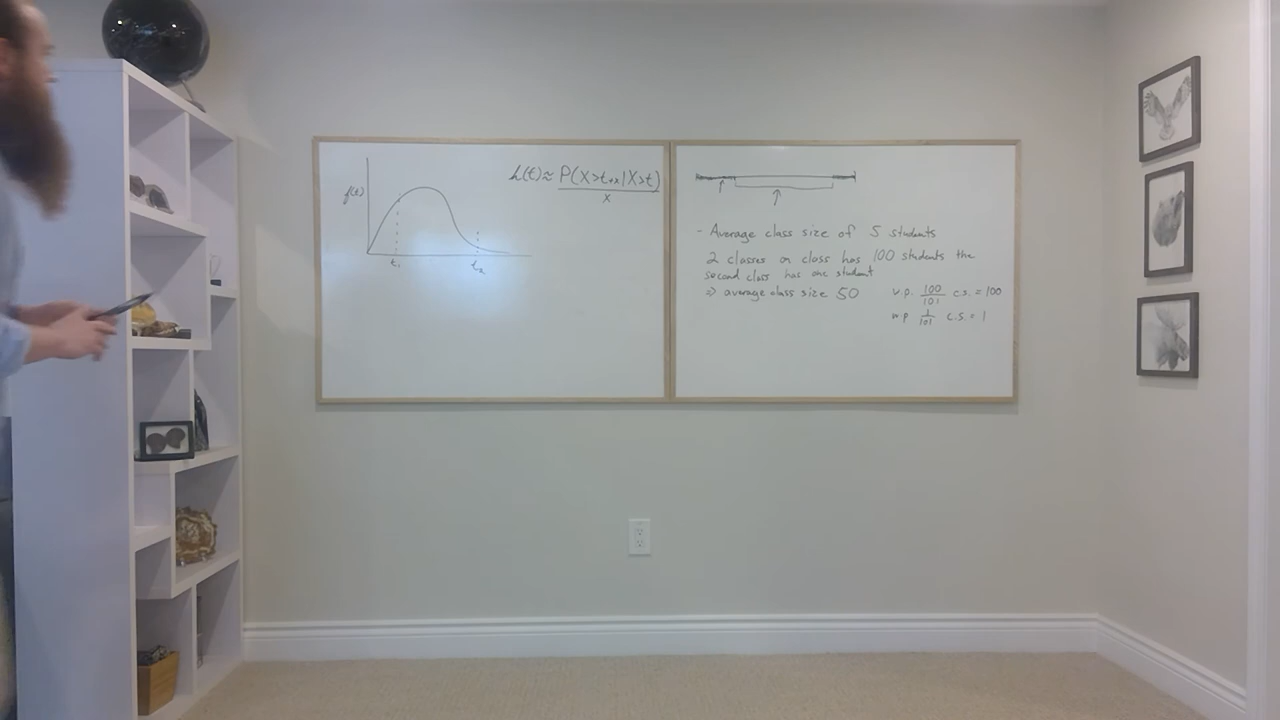 f(t)
h(t)≈ P(X>t+x|X>t)
x
t₁
t₂
- Average class size of 5 students
2 classes on class has 100 students the
second class has one student
⇒ average class size 50
w.p. 100/101 c.s. = 100
w.p 1/101 c.s. = 1